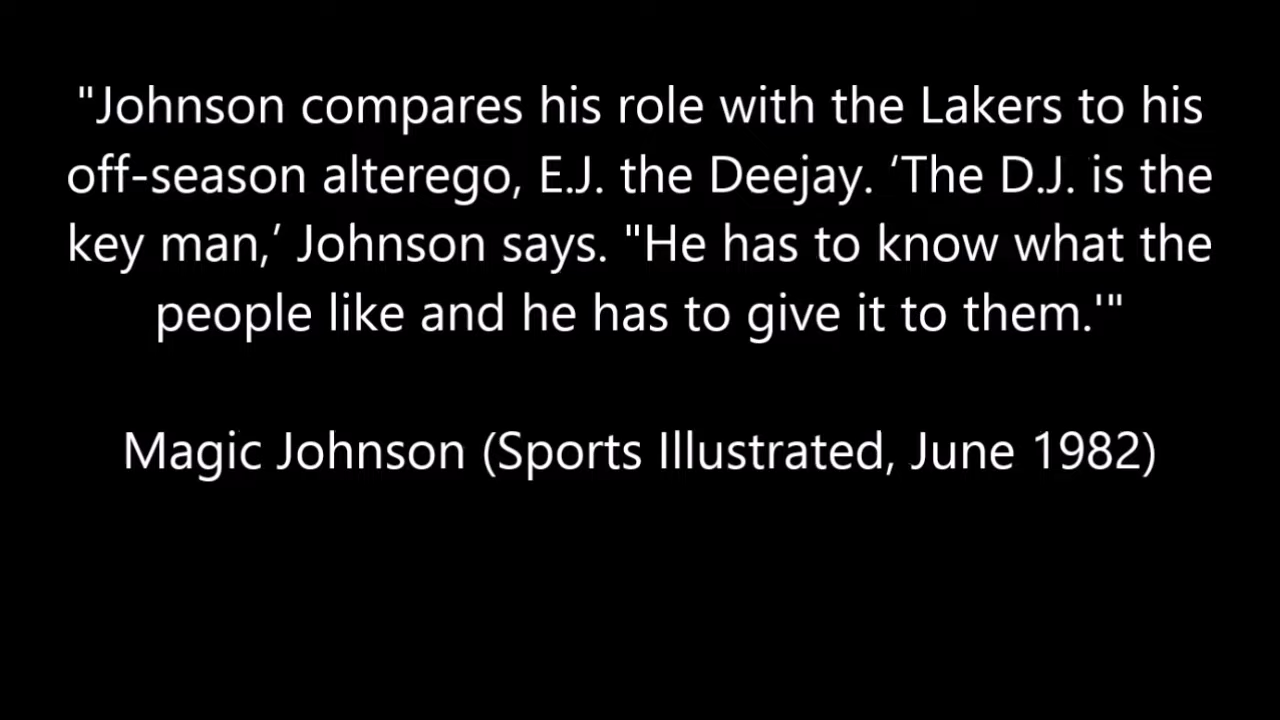 "Johnson compares his role with the Lakers to his
off-season alterego, E.J. the Deejay. ‘The D.J. is the
key man,’ Johnson says. "He has to know what the
people like and he has to give it to them.'"
Magic Johnson (Sports Illustrated, June 1982)